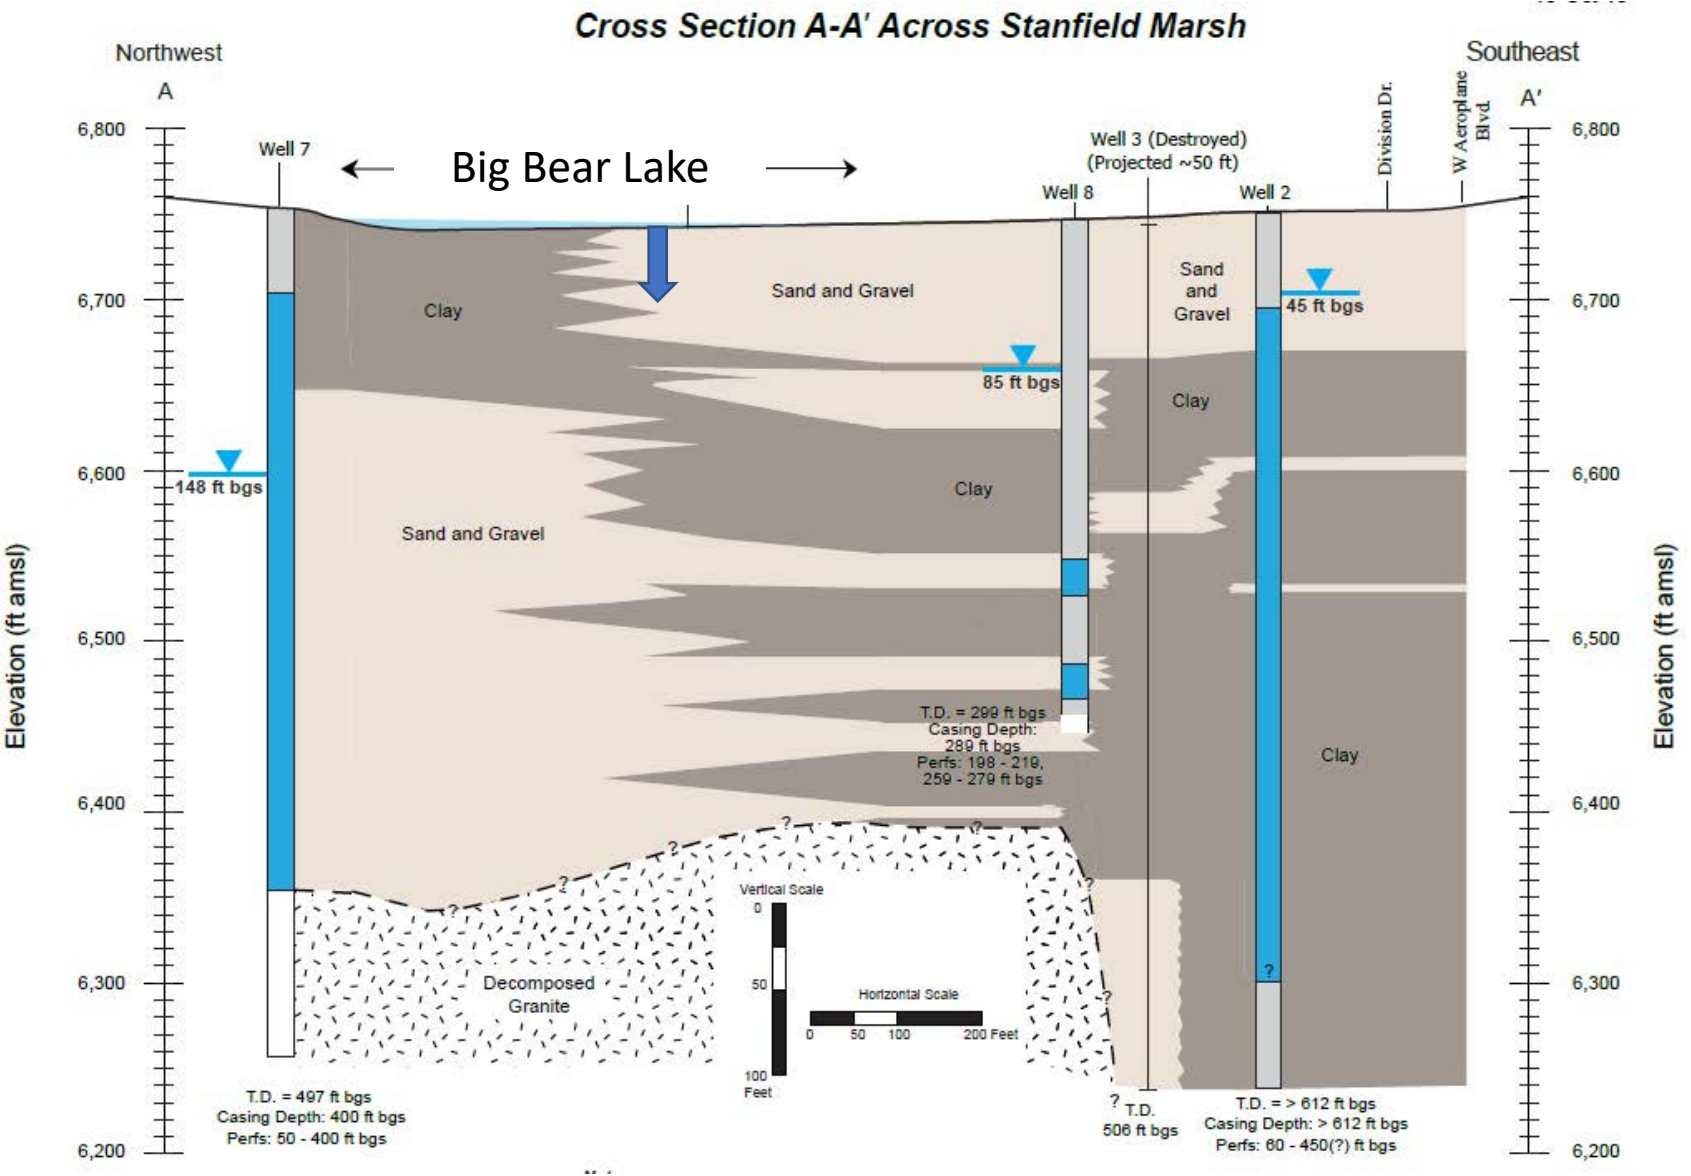 Cross Section A-A' Across Stanfield Marsh
Northwest
Southeast
A
A'
Division Dr.
W Aeroplane
Blvd.
6,800
6,800
Well 7
Big Bear Lake
Well 3 (Destroyed)
(Projected ~50 ft)
Well 8
Well 2
Sand
and
Gravel
Clay
Sand and Gravel
6,700
6,700
45 ft bgs
85 ft bgs
Clay
6,600
6,600
148 ft bgs
Clay
Sand and Gravel
Elevation (ft amsl)
Elevation (ft amsl)
6,500
6,500
T.D. = 299 ft bgs
Casing Depth:
289 ft bgs
Perfs: 198 - 219,
259 - 279 ft bgs
Clay
6,400
6,400
?
?
?
?
?
?
?
Vertical Scale
0
50
100
Feet
Horizontal Scale
0 50 100 200 Feet
?
?
6,300
6,300
Decomposed
Granite
T.D. = 497 ft bgs
Casing Depth: 400 ft bgs
Perfs: 50 - 400 ft bgs
?
T.D.
506 ft bgs
T.D. = > 612 ft bgs
Casing Depth: > 612 ft bgs
Perfs: 60 - 450(?) ft bgs
6,200
6,200